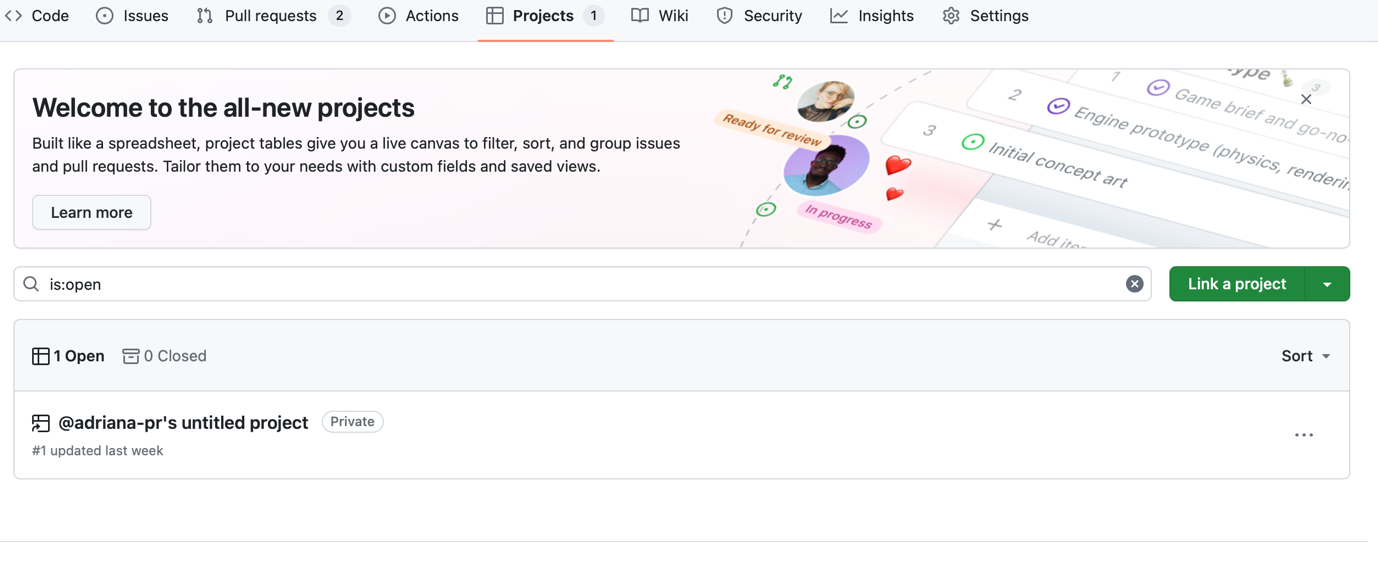 Code Issues Pull requests 2 Actions Projects 1 Wiki Security Insights Settings
Welcome to the all-new projects
Built like a spreadsheet, project tables give you a live canvas to filter, sort, and group issues
and pull requests. Tailor them to your needs with custom fields and saved views.
Learn more
Ready for review
In progress
1 Game brief and go-no-
3
2 Engine prototype (physics, renderin
3 Initial concept art
+ Add ite
is:open
Link a project
1 Open 0 Closed
Sort
@adriana-pr's untitled project Private
#1 updated last week